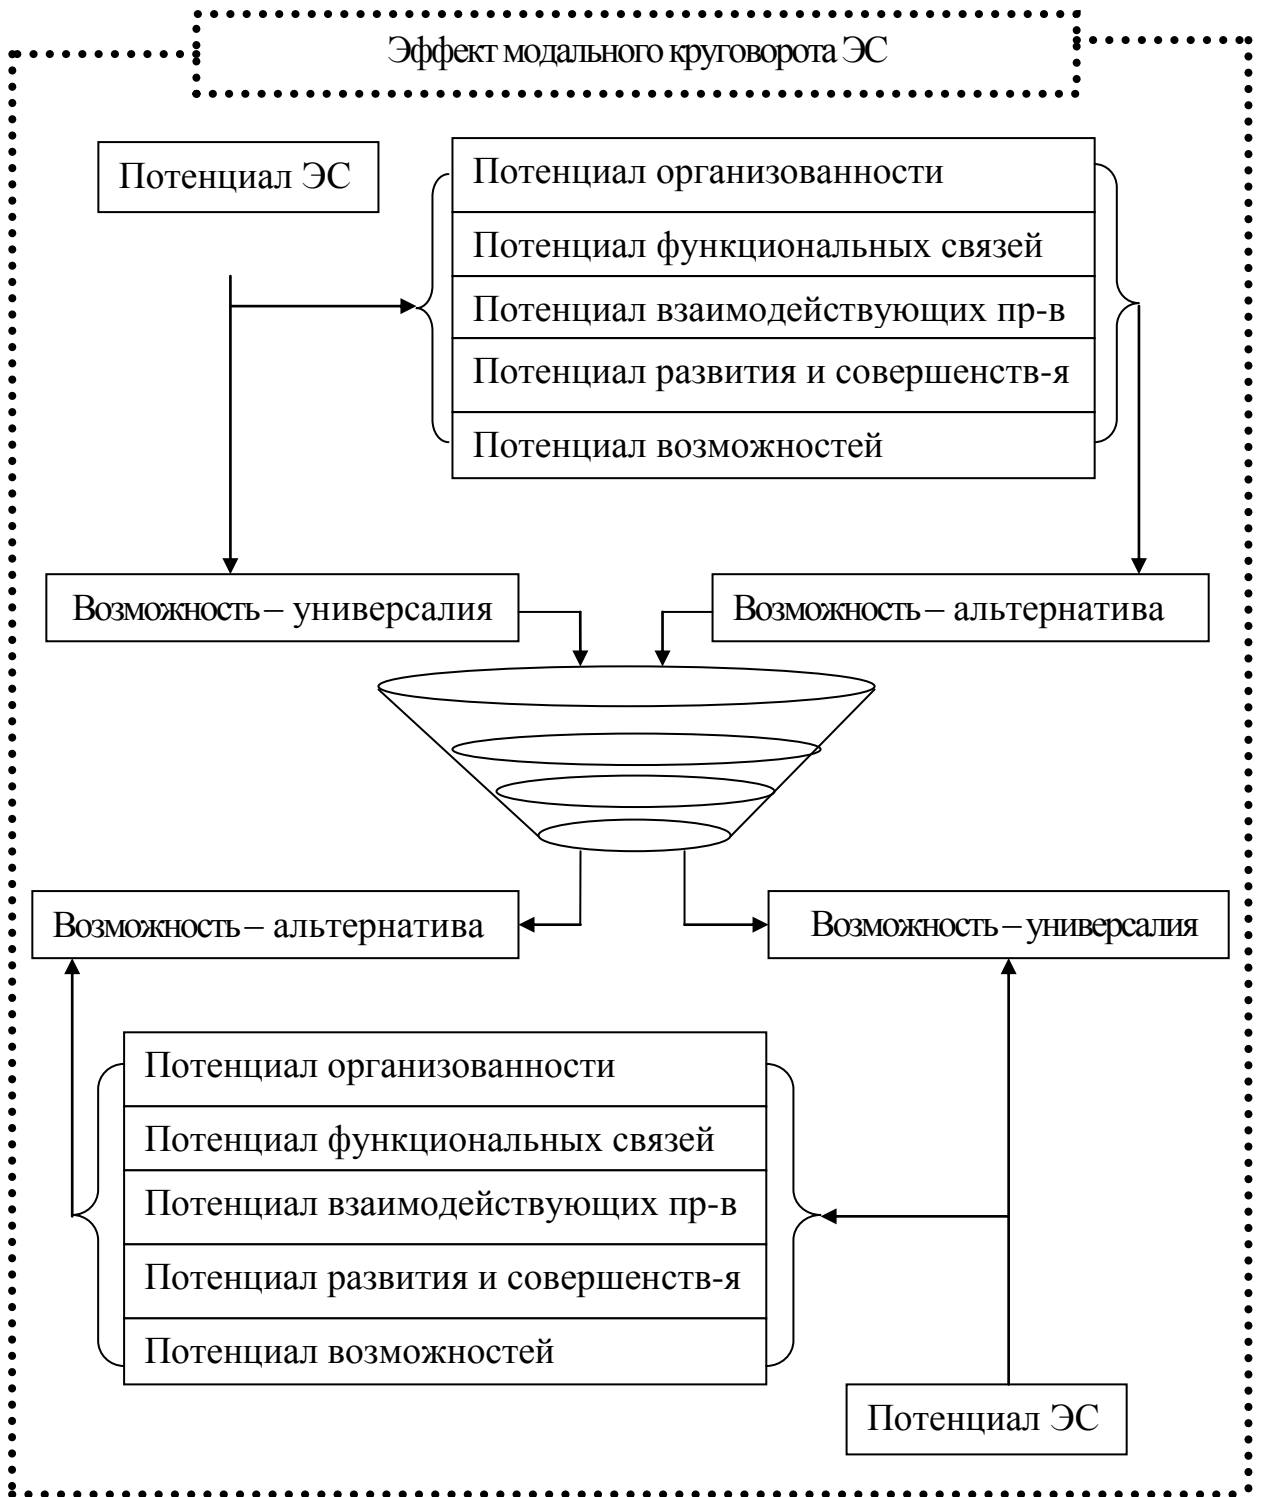 Эффект модального круговорота ЭС
Потенциал ЭС
Потенциал организованности
Потенциал функциональных связей
Потенциал взаимодействующих пр-в
Потенциал развития и совершенств-я
Потенциал возможностей
Возможность – универсалия
Возможность – альтернатива
Возможность – альтернатива
Возможность – универсалия
Потенциал организованности
Потенциал функциональных связей
Потенциал взаимодействующих пр-в
Потенциал развития и совершенств-я
Потенциал возможностей
Потенциал ЭС